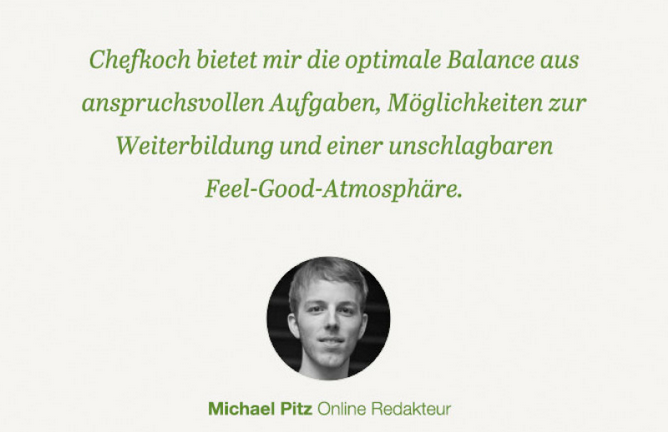 Chefkoch bietet mir die optimale Balance aus
anspruchsvollen Aufgaben, Möglichkeiten zur
Weiterbildung und einer unschlagbaren
Feel-Good-Atmosphäre.
Michael Pitz Online Redakteur